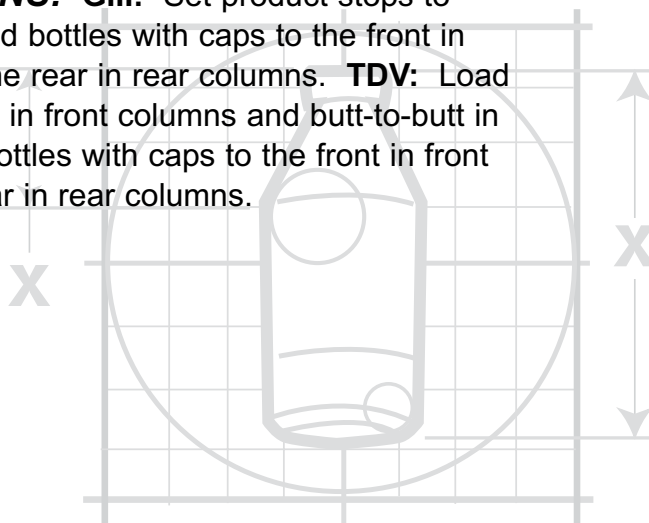 GIII: Set product stops to
d bottles with caps to the front in
e rear in rear columns. TDV: Load
in front columns and butt-to-butt in
ottles with caps to the front in front
r in rear columns.
X
X